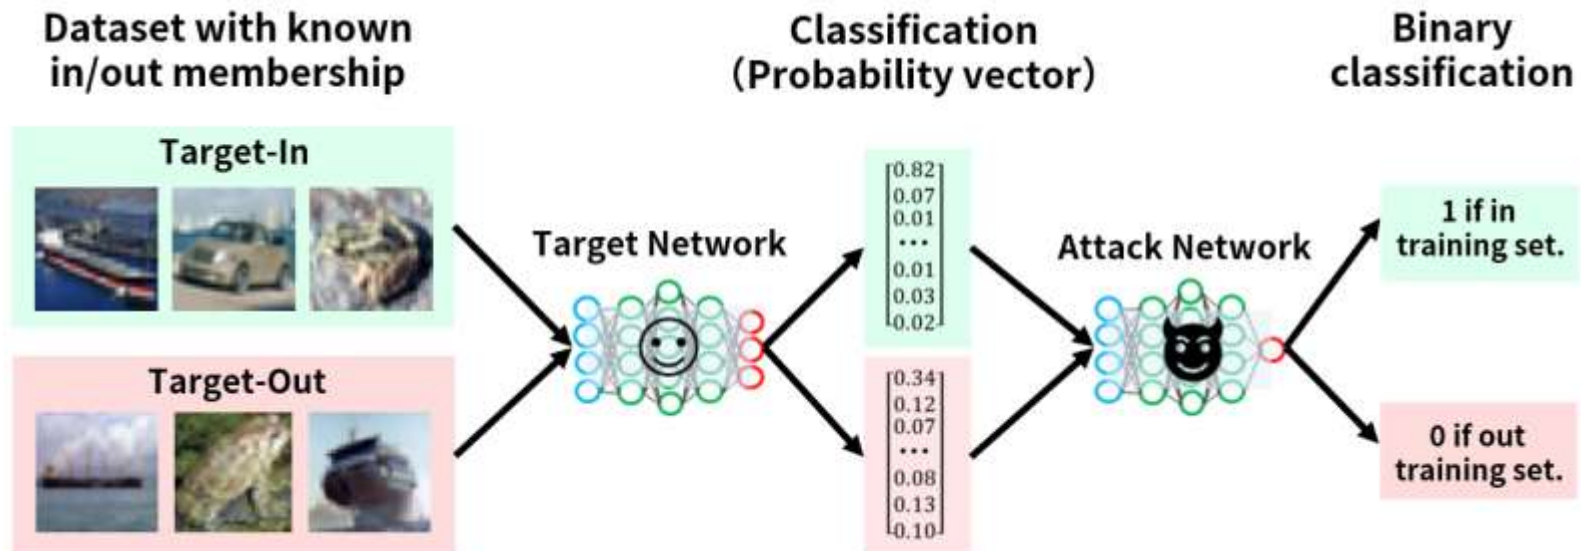 Dataset with known
in/out membership
Classification
(Probability vector)
Binary
classification
Target-In
Target-Out
Target Network
0.82
0.07
0.01
...
0.01
0.03
0.02
0.34
0.12
0.07
...
0.08
0.13
0.10
Attack Network
1 if in
training set.
0 if out
training set.